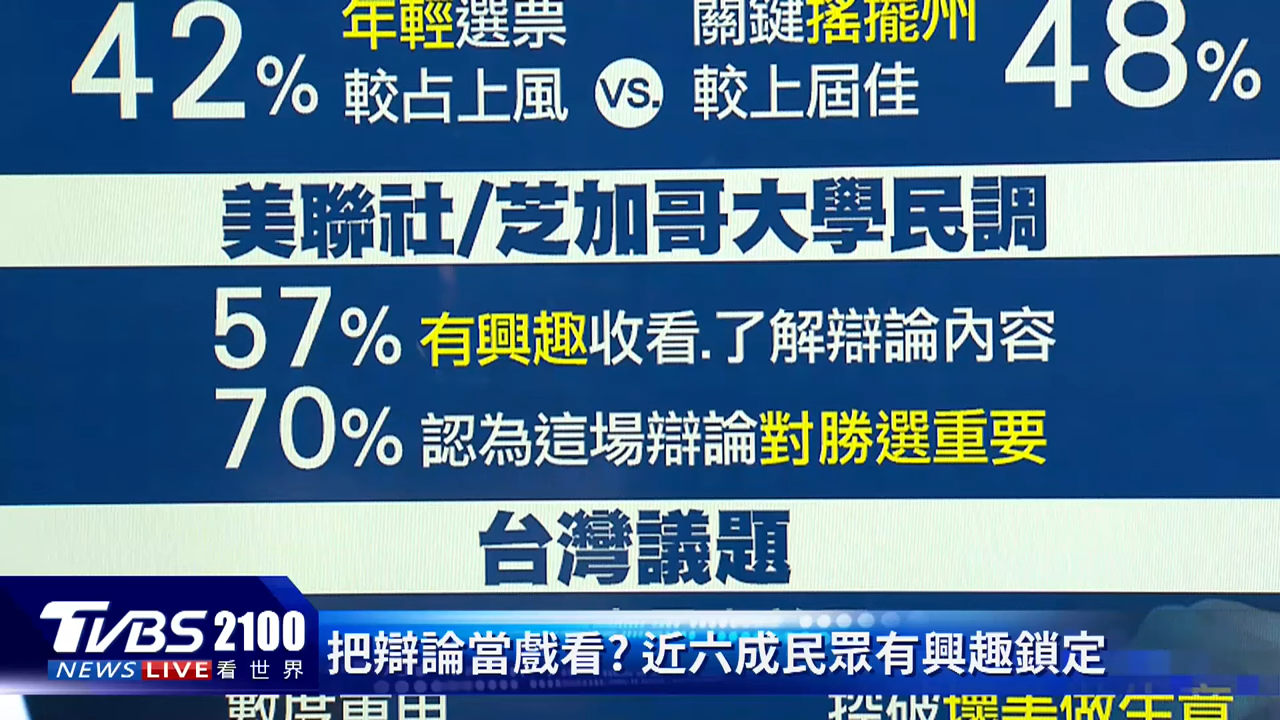 42% 年輕選票 較占上風 VS. 關鍵搖擺州 較上屆佳 48%
美聯社/芝加哥大學民調
57% 有興趣收看.了解辯論內容
70% 認為這場辯論對勝選重要
台灣議題
TVBS 2100
NEWS LIVE 看世界
把辯論當戲看? 近六成民眾有興趣鎖定